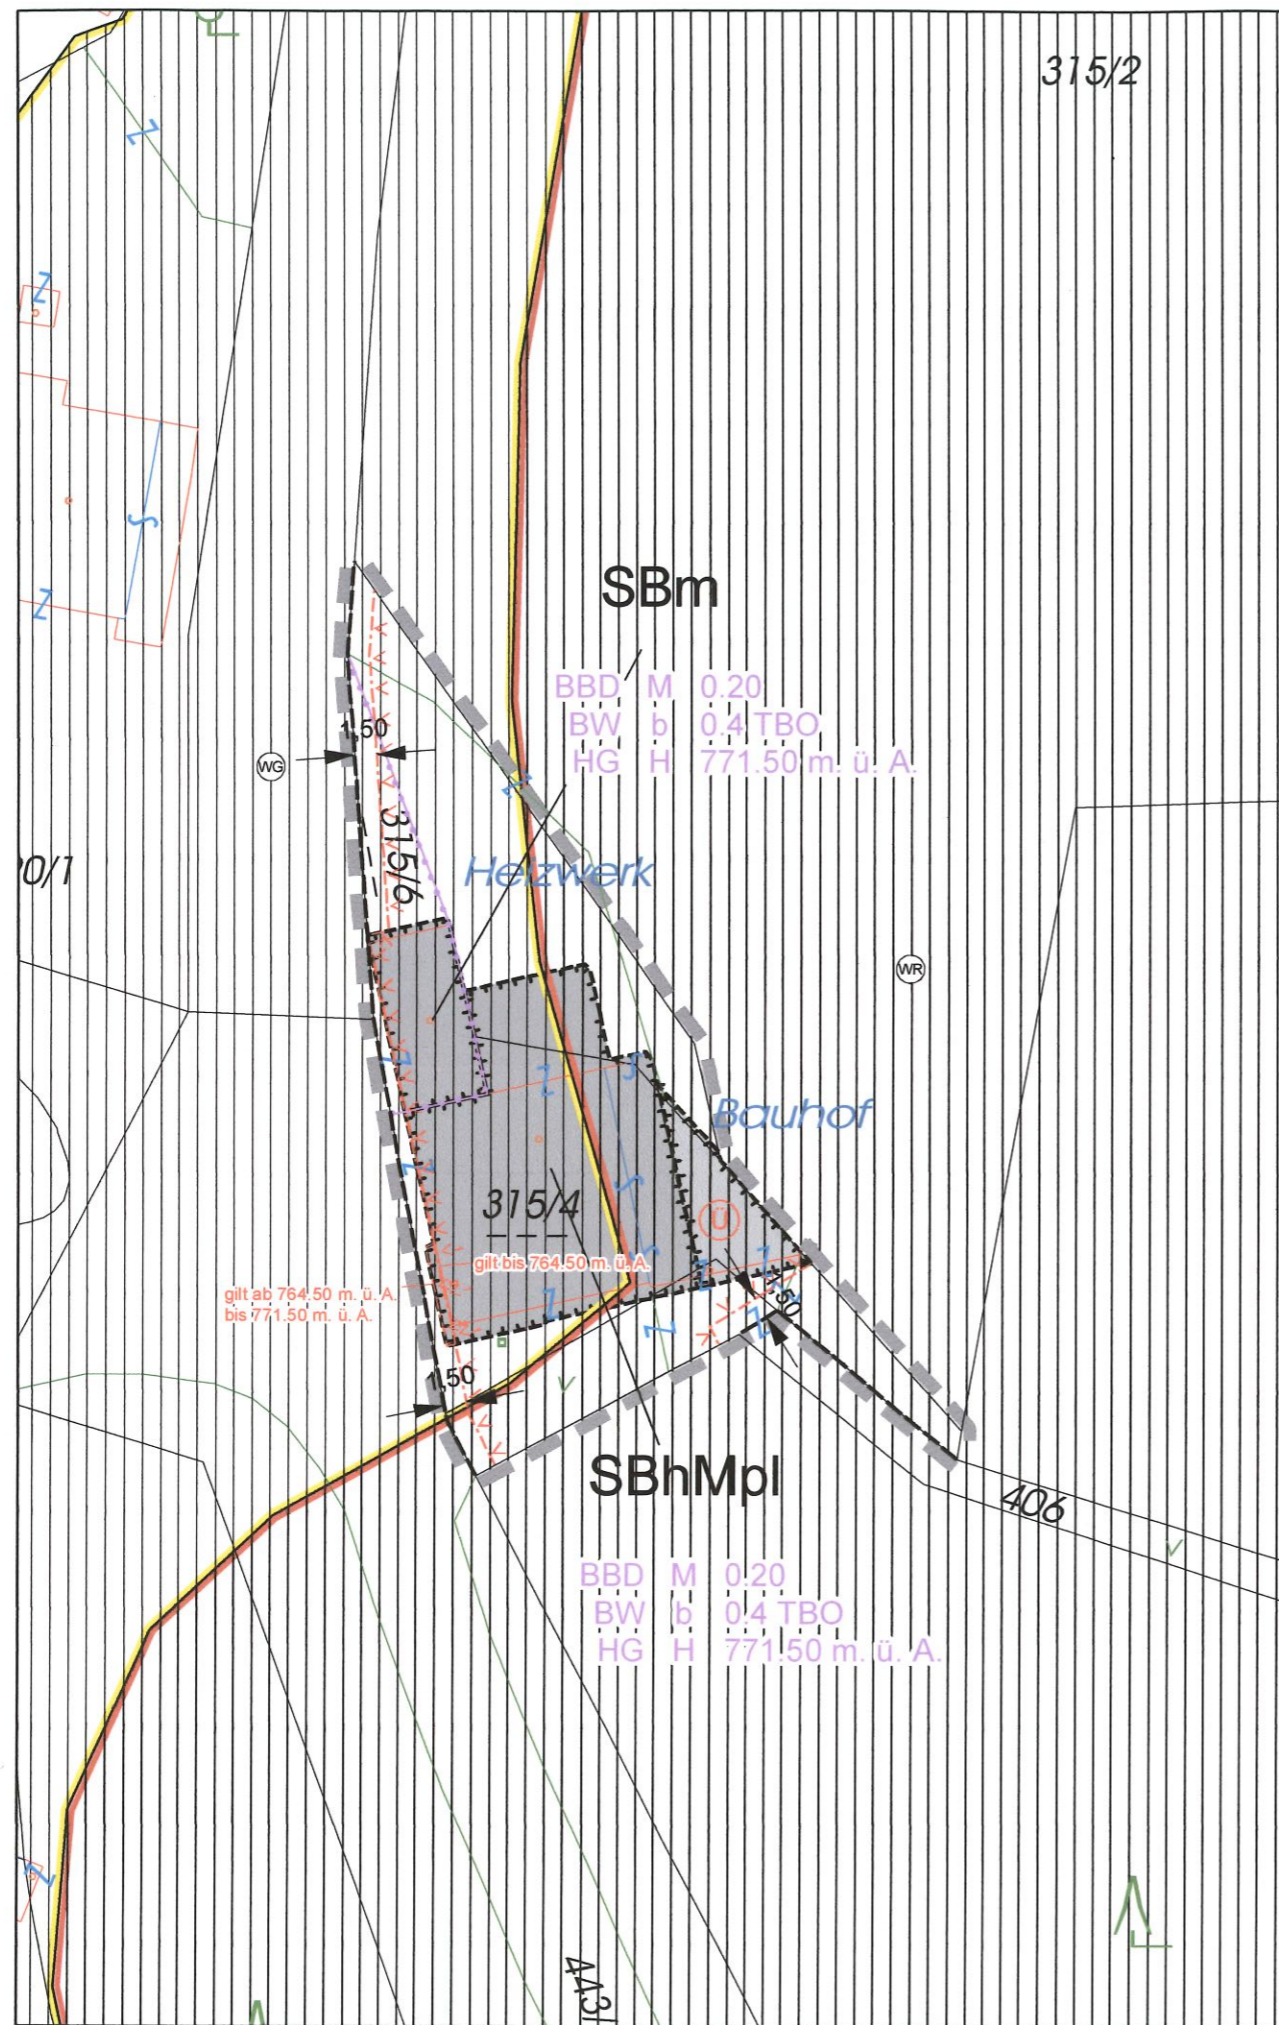 315/2
SBm
BBD M 0.20
BW b 0.4 TBO
HG H 771.50 m. ü. A.
1,50
WG
315/6
0/1
Heizwerk
WR
Bauhof
315/4
Ü
gilt bis 764.50 m. ü. A.
gilt ab 764.50 m. ü. A.
bis 771.50 m. ü. A.
1,50
1,50
SBhMpl
406
BBD M 0.20
BW b 0.4 TBO
HG H 771.50 m. ü. A.
443/